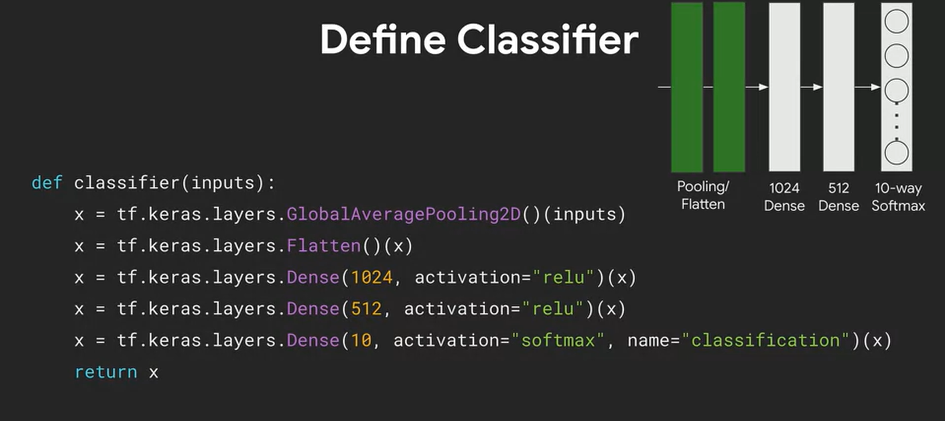 Define Classifier
Pooling/
Flatten
1024
Dense
512
Dense
10-way
Softmax
def classifier(inputs):
    x = tf.keras.layers.GlobalAveragePooling2D()(inputs)
    x = tf.keras.layers.Flatten()(x)
    x = tf.keras.layers.Dense(1024, activation="relu")(x)
    x = tf.keras.layers.Dense(512, activation="relu")(x)
    x = tf.keras.layers.Dense(10, activation="softmax", name="classification")(x)
    return x